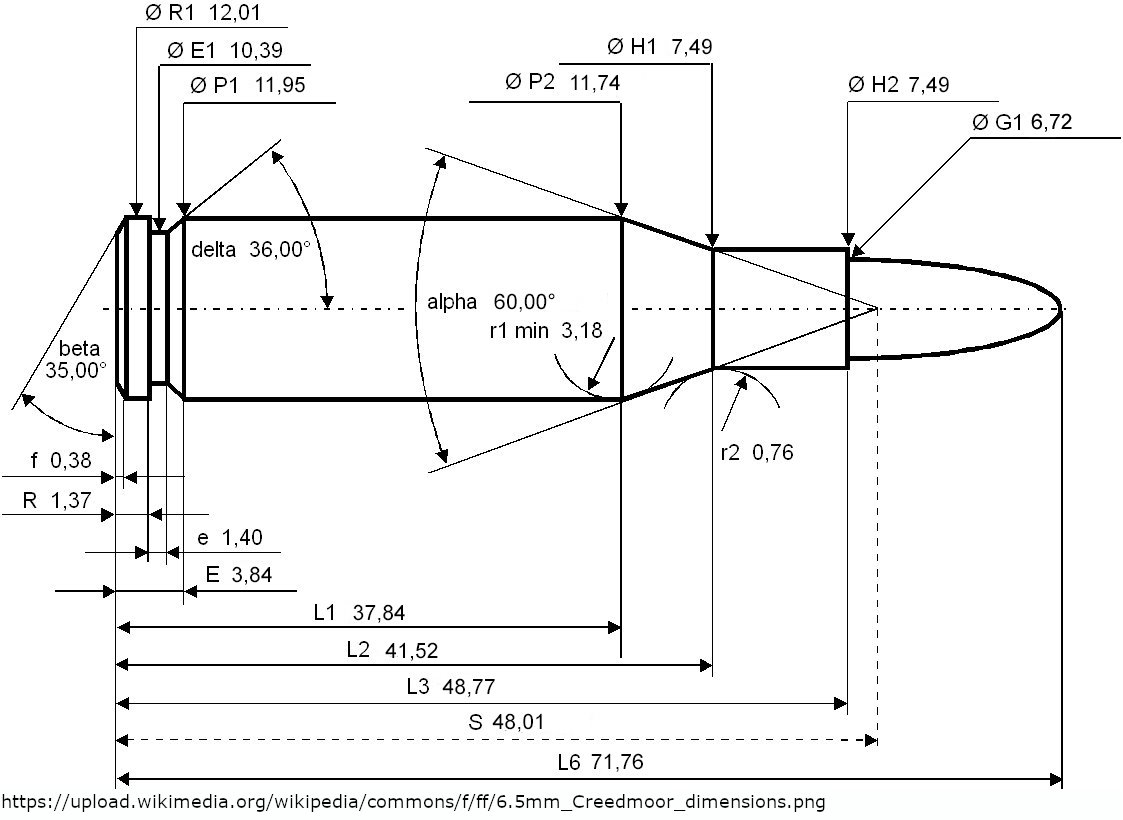 Ø R1 12,01
Ø E1 10,39
Ø P1 11,95
Ø P2 11,74
Ø H1 7,49
Ø H2 7,49
Ø G1 6,72
delta 36,00°
alpha 60,00°
r1 min 3,18
beta
35,00°
r2 0,76
f 0,38
R 1,37
e 1,40
E 3,84
L1 37,84
L2 41,52
L3 48,77
S 48,01
L6 71,76
https://upload.wikimedia.org/wikipedia/commons/f/ff/6.5mm_Creedmoor_dimensions.png